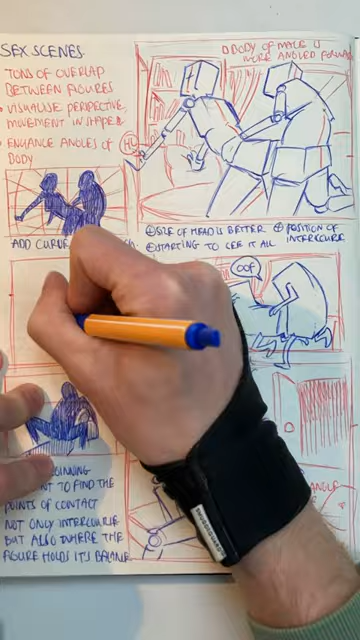 SEX SCENES
TONS OF OVERLAP
BETWEEN FIGURES
• VISUALISE PERSPECTIVE
MOVEMENT IN SHAPES
• ENHANCE ANGLES OF
BODY
ADD CURVE
BODY OF MALE IS
MORE ANGLED FORWARD
SIZE OF HEAD IS BETTER
POSITION OF
INTERCOURSE
STARTING TO SEE IT ALL
OOF
TO FIND THE
POINTS OF CONTACT
NOT ONLY INTERCOURSE
BUT ALSO WHERE THE
FIGURE HOLDS ITS BALANCE
ANGLE